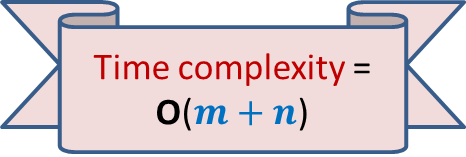 Time complexity =
O(m + n)